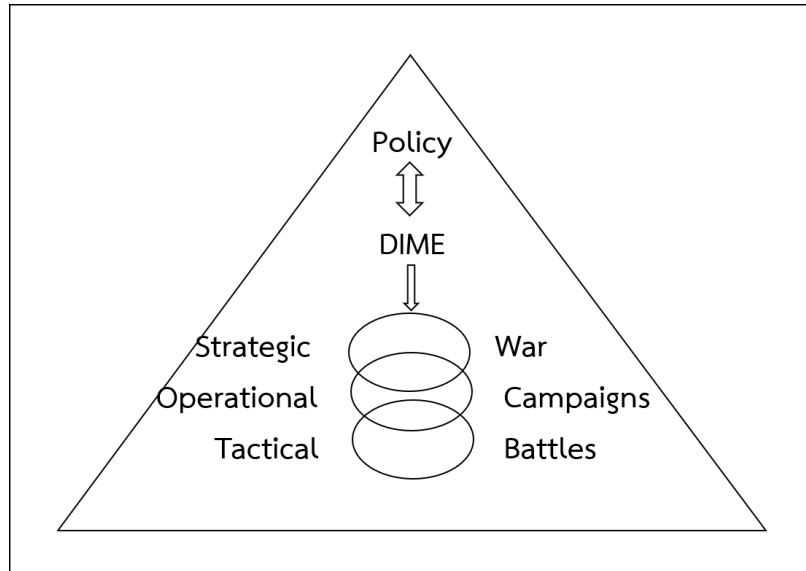 Policy
DIME
Strategic War
Operational Campaigns
Tactical Battles